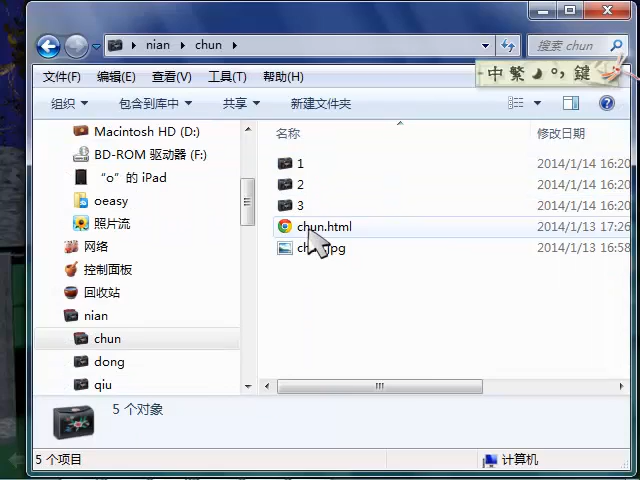 nian chun
搜索 chun
中 繁 鍵
文件(F) 编辑(E) 查看(V) 工具(T) 帮助(H)
组织 包含到库中 共享 新建文件夹
名称 修改日期
Macintosh HD (D:)
BD-ROM 驱动器 (F:)
“o”的 iPad
oeasy
照片流
网络
控制面板
回收站
nian
chun
dong
qiu
1 2014/1/14 16:20
2 2014/1/14 16:20
3 2014/1/14 16:20
chun.html 2014/1/13 17:26
2014/1/13 16:58
5 个对象
5 个项目 计算机